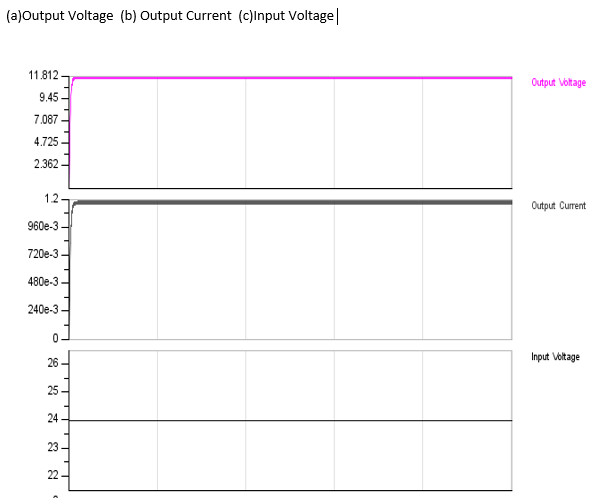 (a)Output Voltage (b) Output Current (c)Input Voltage
11.812
Output Voltage
9.45
7.087
4.725
2.362
1.2
Output Current
960e-3
720e-3
480e-3
240e-3
0
Input Voltage
26
25
24
23
22